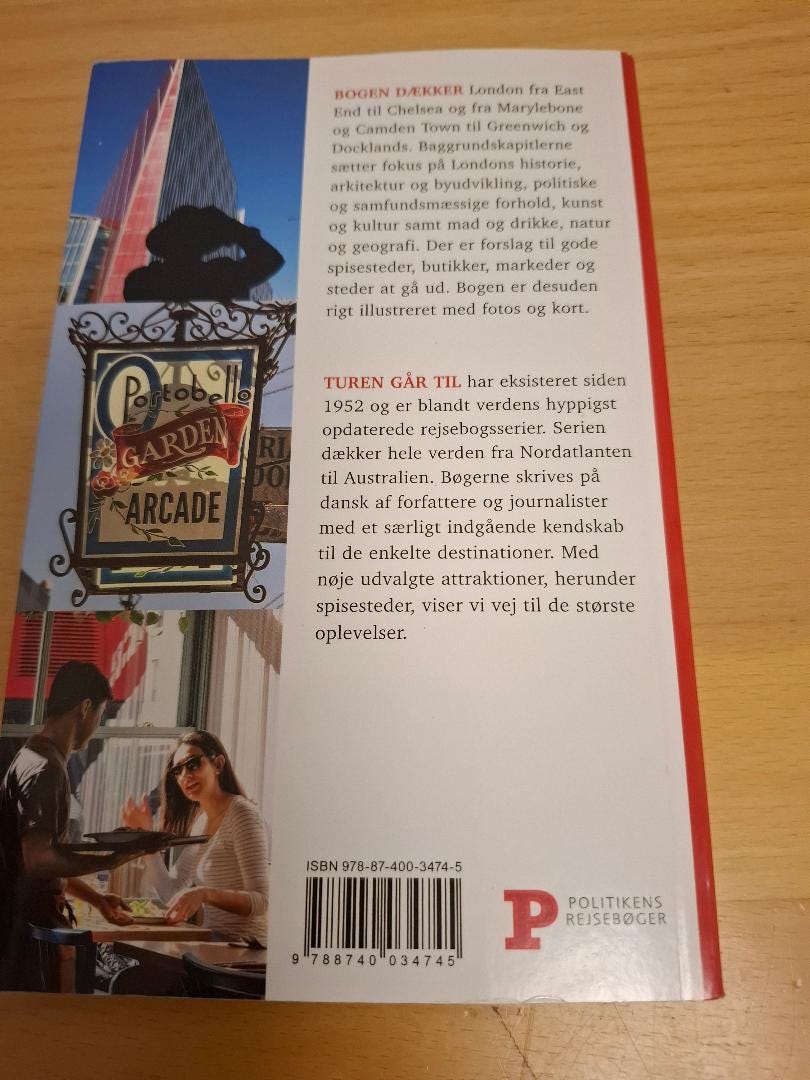 BOGEN DÆKKER London fra East
End til Chelsea og fra Marylebone
og Camden Town til Greenwich og
Docklands. Baggrundskapitlerne
sætter fokus på Londons historie,
arkitektur og byudvikling, politiske
og samfundsmæssige forhold, kunst
og kultur samt mad og drikke, natur
og geografi. Der er forslag til gode
spisesteder, butikker, markeder og
steder at gå ud. Bogen er desuden
rigt illustreret med fotos og kort.
TUREN GÅR TIL har eksisteret siden
1952 og er blandt verdens hyppigst
opdaterede rejsebogsserier. Serien
dækker hele verden fra Nordatlanten
til Australien. Bøgerne skrives på
dansk af forfattere og journalister
med et særligt indgående kendskab
til de enkelte destinationer. Med
nøje udvalgte attraktioner, herunder
spisesteder, viser vi vej til de største
oplevelser.
Portobello
GARDEN
ARCADE
ISBN 978-87-400-3474-5
9 788740 034745
P
POLITIKENS
REJSEBØGER